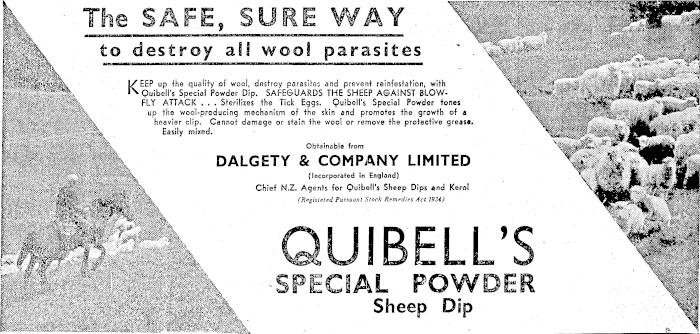 The SAFE, SURE WAY
to destroy all wool parasites
KEEP up the quality of wool, destroy parasites and prevent reinfestation, with
Quibell's Special Powder Dip. SAFEGUARDS THE SHEEP AGAINST BLOW-
FLY ATTACK . . . Sterilizes the Tick Eggs. Quibell's Special Powder tones
up the wool-producing mechanism of the skin and promotes the growth of a
heavier clip. Cannot damage or stain the wool or remove the protective grease.
Easily mixed.
Obtainable from
DALGETY & COMPANY LIMITED
(Incorporated in England)
Chief N.Z. Agents for Quibell's Sheep Dips and Kerol
(Registered Pursuant Stock Remedies Act 1934)
QUIBELL'S
SPECIAL POWDER
Sheep Dip